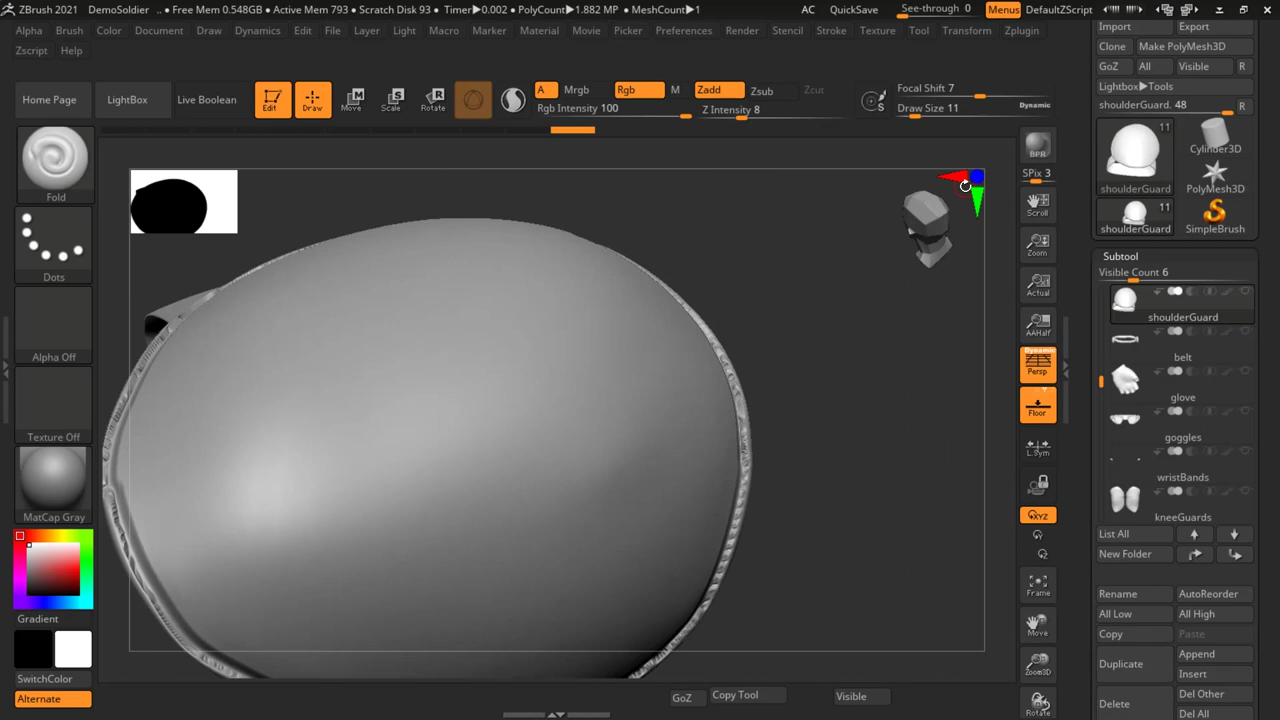 ZBrush 2021 DemoSoldier .. • Free Mem 0.548GB • Active Mem 793 • Scratch Disk 93 • Timer▶0.002 • PolyCount▶1.882 MP • MeshCount▶1 AC QuickSave See-through 0 Menus DefaultZScript
Alpha Brush Color Document Draw Dynamics Edit File Layer Light Macro Marker Material Movie Picker Preferences Render Stencil Stroke Texture Tool Transform Zplugin
Zscript Help
Home Page LightBox Live Boolean Edit Draw Move Scale Rotate
A Mrgb Rgb M Zadd Zsub Zcut
Rgb Intensity 100 Z Intensity 8
S Focal Shift 7
Draw Size 11 Dynamic
Fold
Dots
Alpha Off
Texture Off
MatCap Gray
Gradient
SwitchColor
Alternate
BPR
SPix 3
Scroll
Zoom
Actual
AAHalf
Dynamic
Persp
Floor
L.Sym
XYZ
Frame
Move
Zoom3D
Rotate
GoZ Copy Tool Visible
Import Export
Clone Make PolyMesh3D
GoZ All Visible R
Lightbox▶Tools
shoulderGuard. 48 R
11
shoulderGuard Cylinder3D
PolyMesh3D
11
shoulderGuard SimpleBrush
Subtool
Visible Count 6
shoulderGuard
belt
glove
goggles
wristBands
kneeGuards
List All
New Folder
Rename AutoReorder
All Low All High
Copy Paste
Duplicate Append
Insert
Delete Del Other
Del All